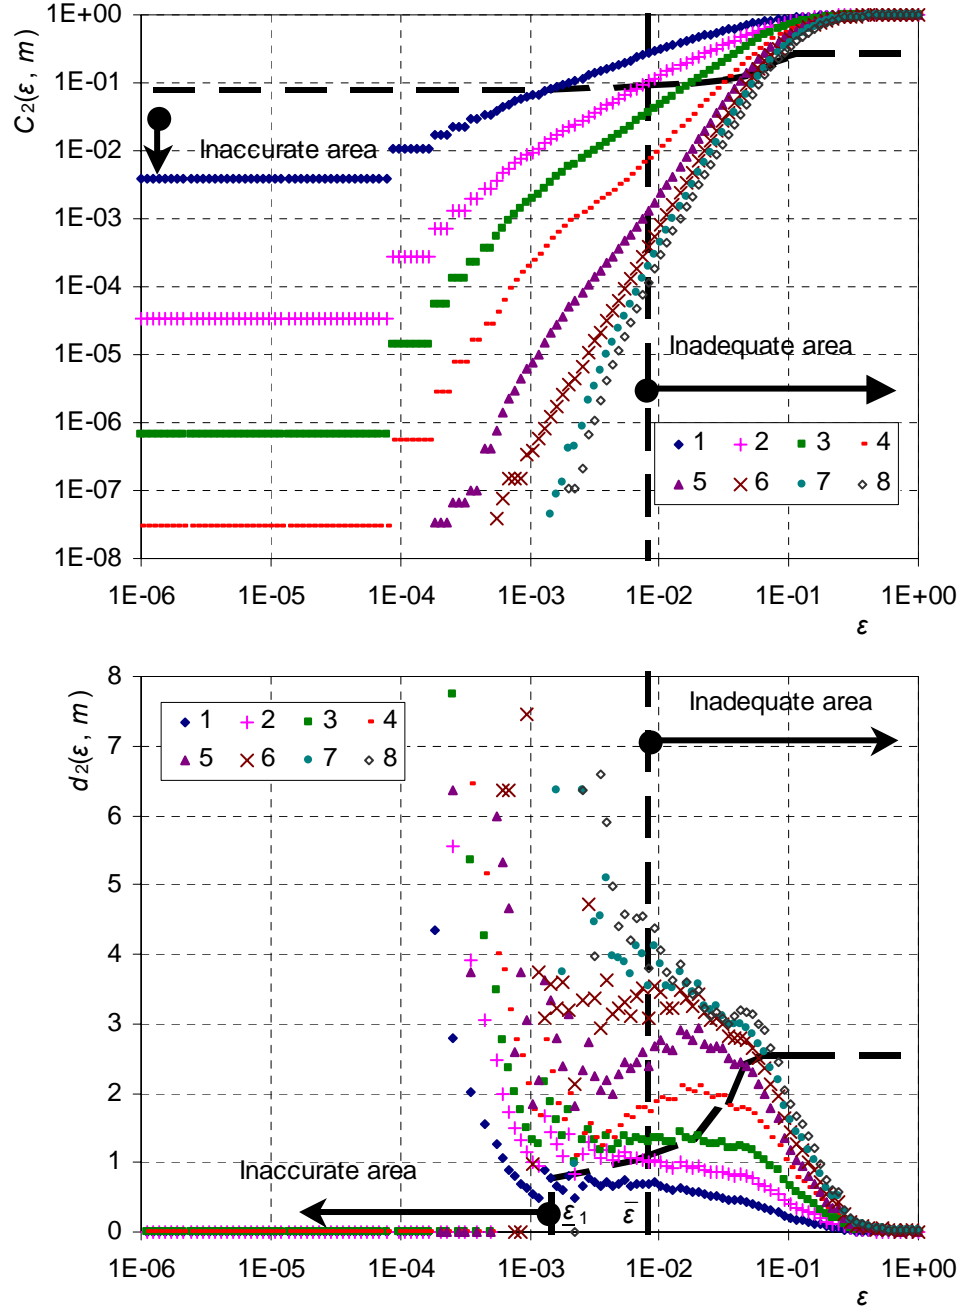 C2(ε, m)
1E+00
1E-01
1E-02
1E-03
1E-04
1E-05
1E-06
1E-07
1E-08
Inaccurate area
Inadequate area
1 2 3 4
5 6 7 8
1E-06 1E-05 1E-04 1E-03 1E-02 1E-01 1E+00
ε
d2(ε, m)
8
7
6
5
4
3
2
1
0
1 2 3 4
5 6 7 8
Inadequate area
Inaccurate area
ε1 ε̄
1E-06 1E-05 1E-04 1E-03 1E-02 1E-01 1E+00
ε